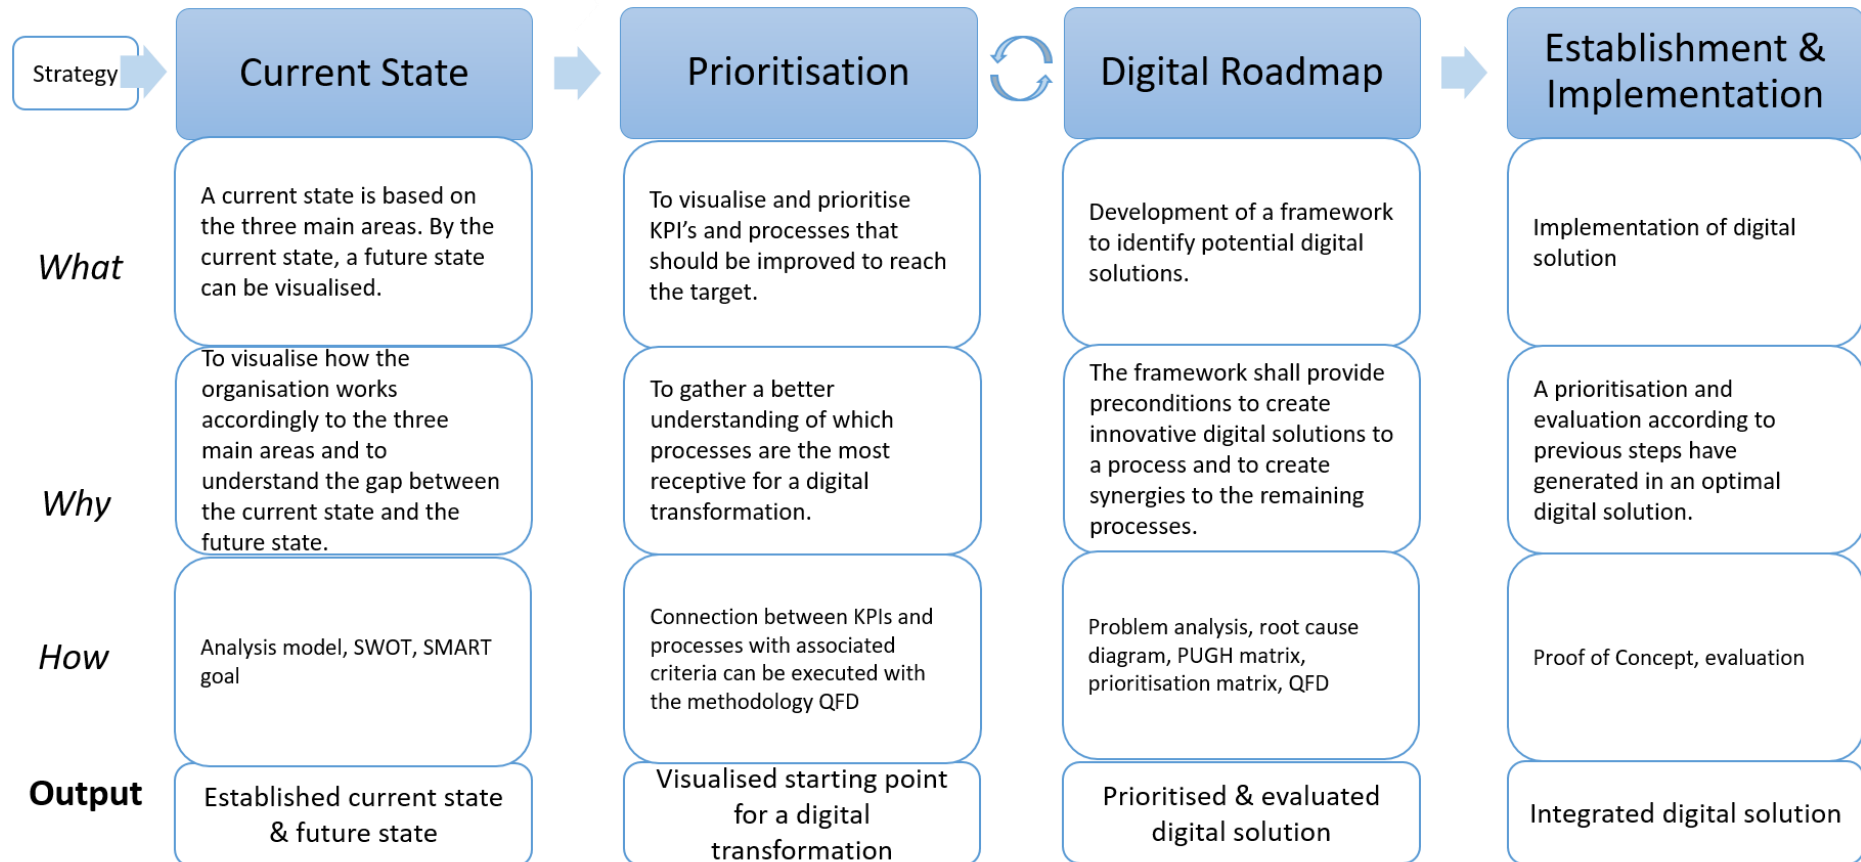 Strategy
Current State
Prioritisation
Digital Roadmap
Establishment &
Implementation
What
A current state is based on
the three main areas. By the
current state, a future state
can be visualised.
To visualise and prioritise
KPI's and processes that
should be improved to reach
the target.
Development of a framework
to identify potential digital
solutions.
Implementation of digital
solution
Why
To visualise how the
organisation works
accordingly to the three
main areas and to
understand the gap between
the current state and the
future state.
To gather a better
understanding of which
processes are the most
receptive for a digital
transformation.
The framework shall provide
preconditions to create
innovative digital solutions to
a process and to create
synergies to the remaining
processes.
A prioritisation and
evaluation according to
previous steps have
generated in an optimal
digital solution.
How
Analysis model, SWOT, SMART
goal
Connection between KPIs and
processes with associated
criteria can be executed with
the methodology QFD
Problem analysis, root cause
diagram, PUGH matrix,
prioritisation matrix, QFD
Proof of Concept, evaluation
Output
Established current state
& future state
Visualised starting point
for a digital
transformation
Prioritised & evaluated
digital solution
Integrated digital solution